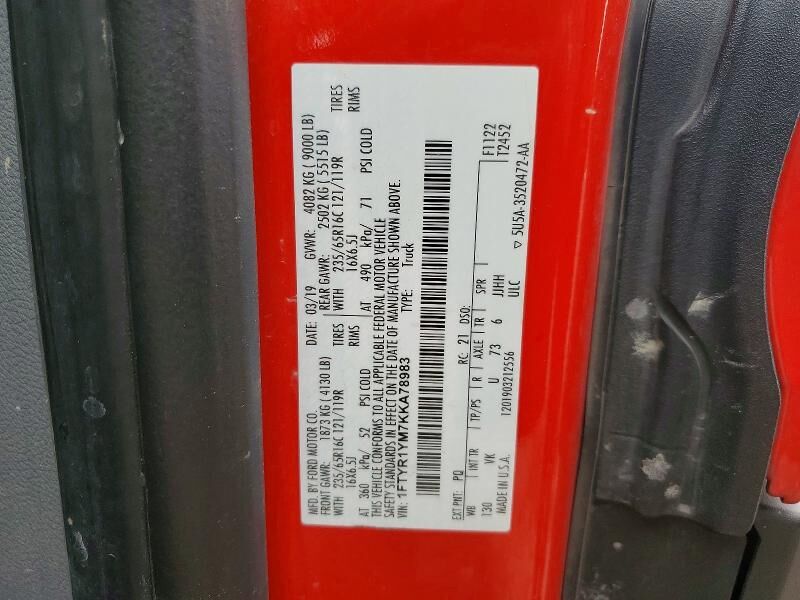 MFD. BY FORD MOTOR CO. DATE: 03/19 GVWR: 4082 KG ( 9000 LB)
FRONT GAWR: 1873 KG ( 4130 LB) REAR GAWR: 2502 KG ( 5515 LB)
WITH 235/65R16C 121/119R TIRES WITH 235/65R16C 121/119R TIRES
16X6.5J RIMS 16X6.5J RIMS
AT 360 kPa/ 52 PSI COLD AT 490 kPa/ 71 PSI COLD
THIS VEHICLE CONFORMS TO ALL APPLICABLE FEDERAL MOTOR VEHICLE
SAFETY STANDARDS IN EFFECT ON THE DATE OF MANUFACTURE SHOWN ABOVE.
VIN: 1FTYR1YM7KKA78983 TYPE: Truck
EXT PNT: PQ RC: 21 DSO: F1122
WB INT TR TP/PS R AXLE TR SPR T2452
130 VK U 73 6 JJHH
MADE IN U.S.A. 1201903212556 ULC ▽ 5U5A-3520472-AA